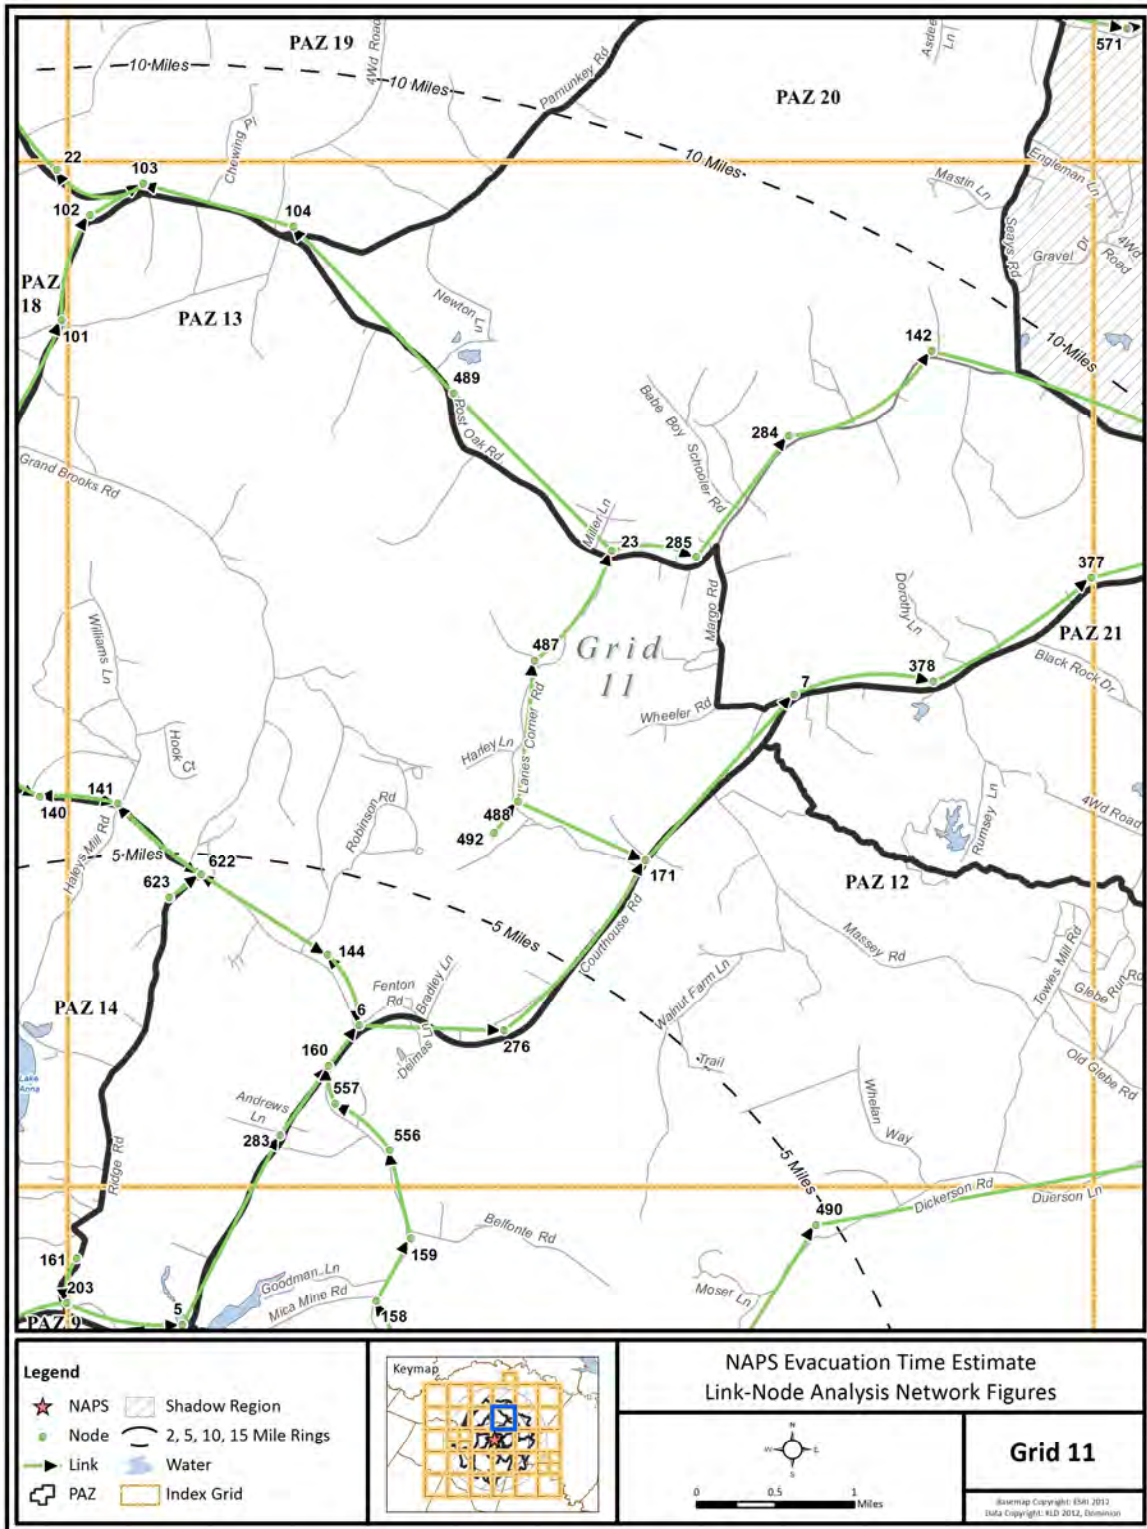 PAZ 19
4Wd Road
Asdee
Ln
571
10 Miles
10 Miles
Pamunkey Rd
PAZ 20
Chewing Pl
22
103
10 Miles
Engleman Ln
Mastin Ln
102
104
Seays Rd
4Wd
Road
Gravel
Dr
PAZ
18
PAZ 13
Newton Ln
101
10 Miles
142
489
Post Oak Rd
Babe Boy Schooler Rd
284
Grand Brooks Rd
Miller Ln
23
285
377
Williams Ln
Margo Rd
Dorothy Ln
PAZ 21
487
Grid
11
378
Black Rock Dr
7
Wheeler Rd
Hook Ct
Harley Ln
Lanes Corner Rd
141
140
Robinson Rd
488
492
Rumsey Ln
4Wd Road
Haleys Mill Rd
5 Miles
622
623
171
PAZ 12
5 Miles
Courthouse Rd
Massey Rd
Towles Mill Rd
144
Walnut Farm Ln
Glebe Run Rd
PAZ 14
Fenton
Rd
Bradley Ln
6
276
Delmas
Ln
160
Trail
Old Glebe Rd
Lake
Anna
557
Andrews
Ln
283
556
Whelan
Way
Ridge Rd
5 Miles
Dickerson Rd
Duerson Ln
490
Belfonte Rd
159
161
203
Goodman Ln
Moser Ln
Mica Mine Rd
5
158
PAZ 9
Legend
NAPS
Shadow Region
Node
2, 5, 10, 15 Mile Rings
Link
Water
PAZ
Index Grid
Keymap
NAPS Evacuation Time Estimate
Link-Node Analysis Network Figures
N
W
E
S
0 0.5 1
Miles
Grid 11
Basemap Copyright: ESRI 2012
Data Copyright: KLD 2012, Dominion